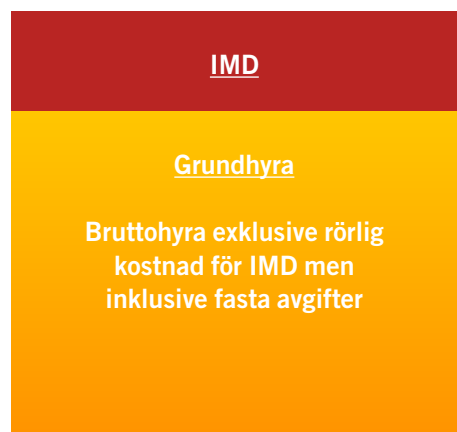 IMD
Grundhyra
Bruttohyra exklusive rörlig
kostnad för IMD men
inklusive fasta avgifter